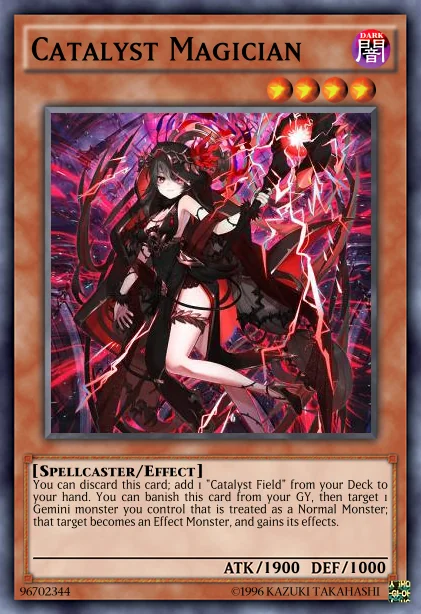 Catalyst Magician
DARK
闇
[Spellcaster/Effect]
You can discard this card; add 1 "Catalyst Field" from your Deck to
your hand. You can banish this card from your GY, then target 1
Gemini monster you control that is treated as a Normal Monster;
that target becomes an Effect Monster, and gains its effects.
ATK/1900 DEF/1000
96702344
©1996 KAZUKI TAKAHASHI